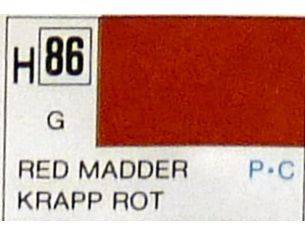 H 86
G
RED MADDER P·C
KRAPP ROT